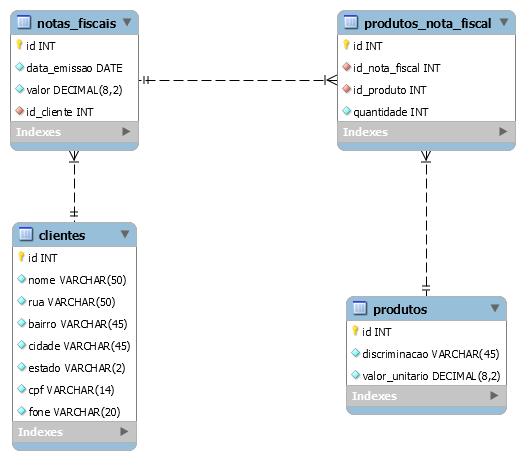 notas_fiscais
id INT
data_emissao DATE
valor DECIMAL(8,2)
id_cliente INT
Indexes
produtos_nota_fiscal
id INT
id_nota_fiscal INT
id_produto INT
quantidade INT
Indexes
clientes
id INT
nome VARCHAR(50)
rua VARCHAR(50)
bairro VARCHAR(45)
cidade VARCHAR(45)
estado VARCHAR(2)
cpf VARCHAR(14)
fone VARCHAR(20)
Indexes
produtos
id INT
discriminacao VARCHAR(45)
valor_unitario DECIMAL(8,2)
Indexes